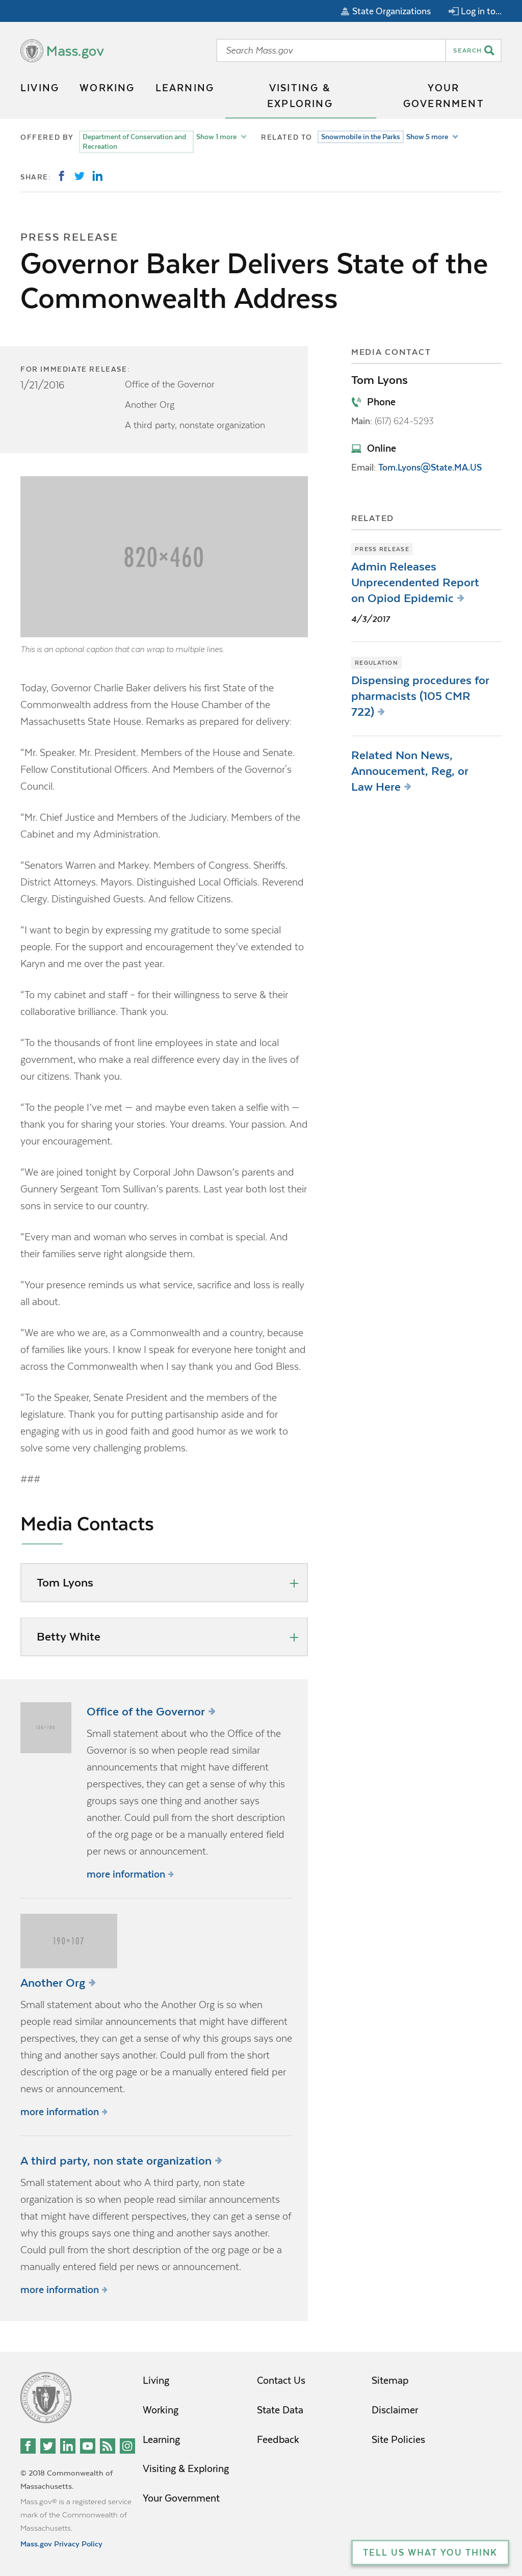 State Organizations
Log in to...
Mass.gov
Search Mass.gov
SEARCH
LIVING
WORKING
LEARNING
VISITING &
EXPLORING
YOUR
GOVERNMENT
OFFERED BY
Department of Conservation and
Recreation
Show 1 more
RELATED TO
Snowmobile in the Parks
Show 5 more
SHARE:
PRESS RELEASE
Governor Baker Delivers State of the
Commonwealth Address
FOR IMMEDIATE RELEASE:
1/21/2016
Office of the Governor
Another Org
A third party, nonstate organization
820×460
This is an optional caption that can wrap to multiple lines.
Today, Governor Charlie Baker delivers his first State of the
Commonwealth address from the House Chamber of the
Massachusetts State House. Remarks as prepared for delivery:
"Mr. Speaker. Mr. President. Members of the House and Senate.
Fellow Constitutional Officers. And Members of the Governor's
Council.
"Mr. Chief Justice and Members of the Judiciary. Members of the
Cabinet and my Administration.
"Senators Warren and Markey. Members of Congress. Sheriffs.
District Attorneys. Mayors. Distinguished Local Officials. Reverend
Clergy. Distinguished Guests. And fellow Citizens.
"I want to begin by expressing my gratitude to some special
people. For the support and encouragement they've extended to
Karyn and me over the past year.
"To my cabinet and staff – for their willingness to serve & their
collaborative brilliance. Thank you.
"To the thousands of front line employees in state and local
government, who make a real difference every day in the lives of
our citizens. Thank you.
"To the people I've met — and maybe even taken a selfie with —
thank you for sharing your stories. Your dreams. Your passion. And
your encouragement.
"We are joined tonight by Corporal John Dawson's parents and
Gunnery Sergeant Tom Sullivan's parents. Last year both lost their
sons in service to our country.
"Every man and woman who serves in combat is special. And
their families serve right alongside them.
"Your presence reminds us what service, sacrifice and loss is really
all about.
"We are who we are, as a Commonwealth and a country, because
of families like yours. I know I speak for everyone here tonight and
across the Commonwealth when I say thank you and God Bless.
"To the Speaker, Senate President and the members of the
legislature. Thank you for putting partisanship aside and for
engaging with us in good faith and good humor as we work to
solve some very challenging problems.
###
Media Contacts
Tom Lyons
Betty White
Office of the Governor
Small statement about who the Office of the
Governor is so when people read similar
announcements that might have different
perspectives, they can get a sense of why this
groups says one thing and another says
another. Could pull from the short description
of the org page or be a manually entered field
per news or announcement.
more information
190×107
Another Org
Small statement about who the Another Org is so when
people read similar announcements that might have different
perspectives, they can get a sense of why this groups says one
thing and another says another. Could pull from the short
description of the org page or be a manually entered field per
news or announcement.
more information
A third party, non state organization
Small statement about who A third party, non state
organization is so when people read similar announcements
that might have different perspectives, they can get a sense of
why this groups says one thing and another says another.
Could pull from the short description of the org page or be a
manually entered field per news or announcement.
more information
MEDIA CONTACT
Tom Lyons
Phone
Main: (617) 624-5293
Online
Email: Tom.Lyons@State.MA.US
RELATED
PRESS RELEASE
Admin Releases
Unprecendented Report
on Opiod Epidemic
4/3/2017
REGULATION
Dispensing procedures for
pharmacists (105 CMR
722)
Related Non News,
Annoucement, Reg, or
Law Here
Living
Working
Learning
Visiting & Exploring
Your Government
Contact Us
State Data
Feedback
Sitemap
Disclaimer
Site Policies
© 2018 Commonwealth of
Massachusetts.
Mass.gov® is a registered service
mark of the Commonwealth of
Massachusetts.
Mass.gov Privacy Policy
TELL US WHAT YOU THINK